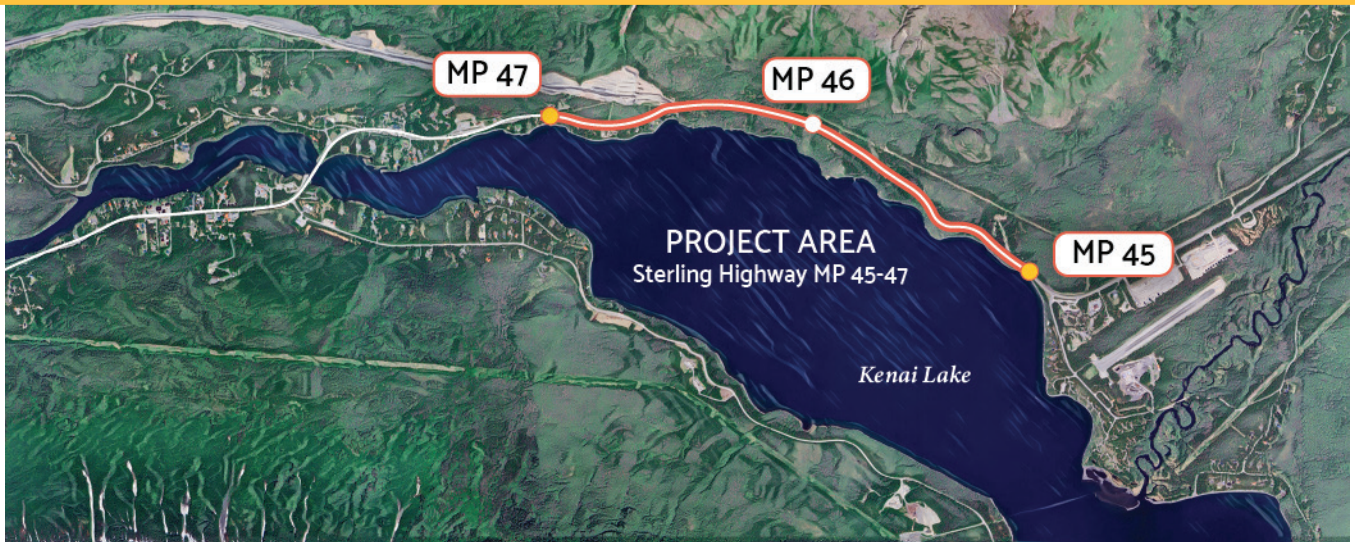 MP 47
MP 46
PROJECT AREA
Sterling Highway MP 45-47
MP 45
Kenai Lake